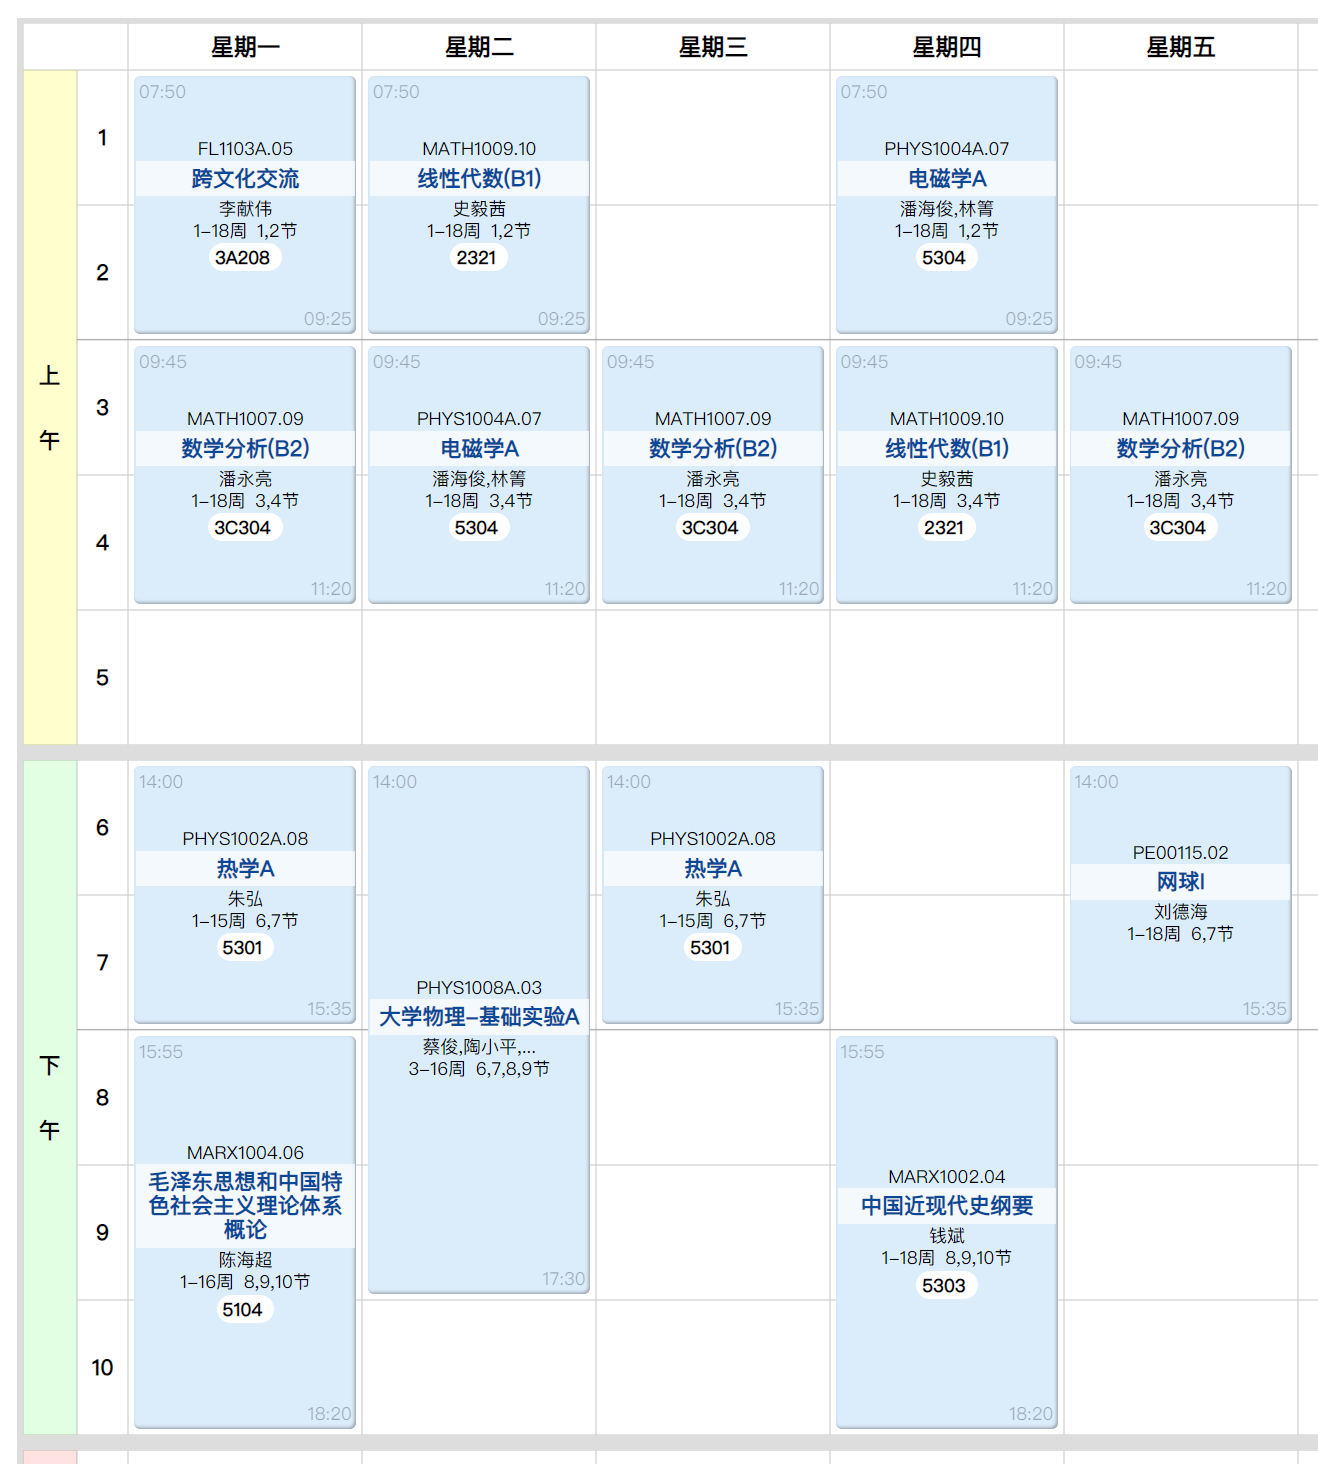 星期一 星期二 星期三 星期四 星期五
上
午
1
2
3
4
5
07:50
FL1103A.05
跨文化交流
李献伟
1–18周 1,2节
3A208
09:25
07:50
MATH1009.10
线性代数(B1)
史毅茜
1–18周 1,2节
2321
09:25
07:50
PHYS1004A.07
电磁学A
潘海俊,林箐
1–18周 1,2节
5304
09:25
09:45
MATH1007.09
数学分析(B2)
潘永亮
1–18周 3,4节
3C304
11:20
09:45
PHYS1004A.07
电磁学A
潘海俊,林箐
1–18周 3,4节
5304
11:20
09:45
MATH1007.09
数学分析(B2)
潘永亮
1–18周 3,4节
3C304
11:20
09:45
MATH1009.10
线性代数(B1)
史毅茜
1–18周 3,4节
2321
11:20
09:45
MATH1007.09
数学分析(B2)
潘永亮
1–18周 3,4节
3C304
11:20
下
午
6
7
8
9
10
14:00
PHYS1002A.08
热学A
朱弘
1–15周 6,7节
5301
15:35
14:00
PHYS1008A.03
大学物理–基础实验A
蔡俊,陶小平,...
3–16周 6,7,8,9节
17:30
14:00
PHYS1002A.08
热学A
朱弘
1–15周 6,7节
5301
15:35
14:00
PE00115.02
网球I
刘德海
1–18周 6,7节
15:35
15:55
MARX1004.06
毛泽东思想和中国特
色社会主义理论体系
概论
陈海超
1–16周 8,9,10节
5104
18:20
15:55
MARX1002.04
中国近现代史纲要
钱斌
1–18周 8,9,10节
5303
18:20